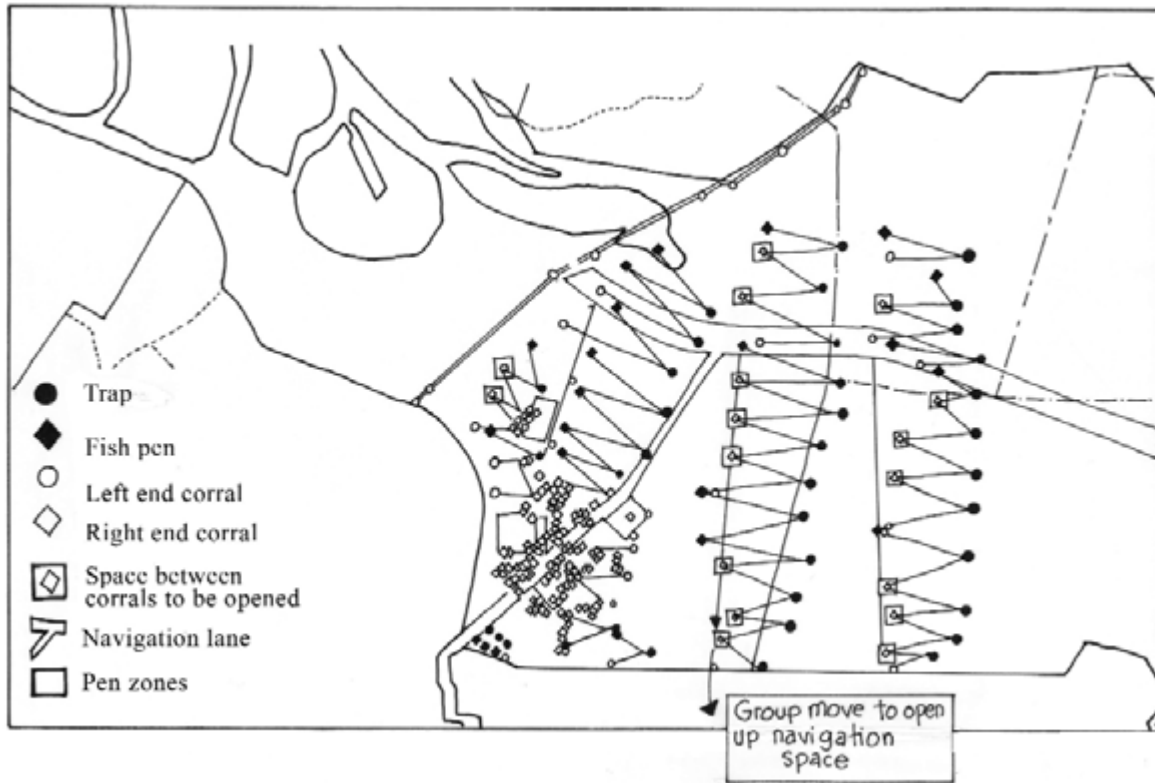 Trap
Fish pen
Left end corral
Right end corral
Space between
corrals to be opened
Navigation lane
Pen zones
Group move to open
up navigation
space